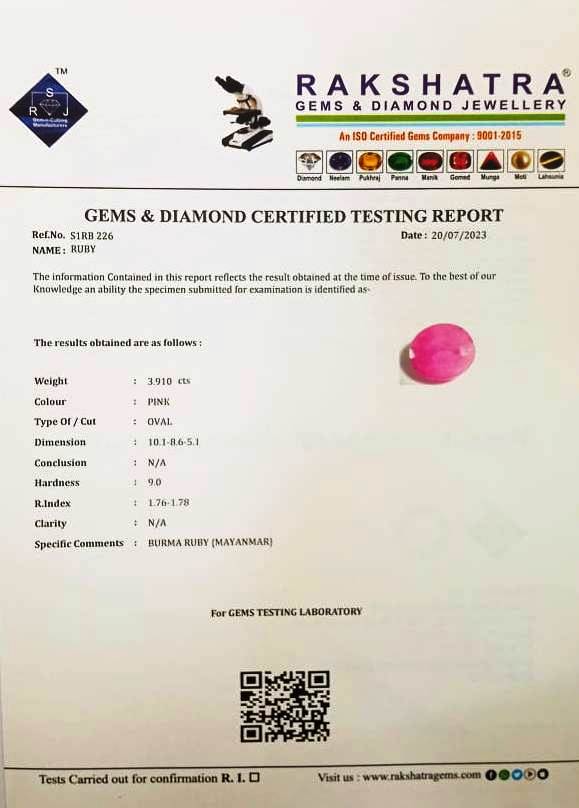 TM
S
R J
Gem-n-Cutting
Manufacturers
RAKSHATRA®
GEMS & DIAMOND JEWELLERY
An ISO Certified Gems Company : 9001-2015
Diamond Neelam Pukhraj Panna Manik Gomed Munga Moti Lahsunia
GEMS & DIAMOND CERTIFIED TESTING REPORT
Ref.No. S1RB 226 Date : 20/07/2023
NAME : RUBY
The information Contained in this report reflects the result obtained at the time of issue. To the best of our
Knowledge an ability the specimen submitted for examination is identified as-
The results obtained are as follows :
Weight : 3.910 cts
Colour : PINK
Type Of / Cut : OVAL
Dimension : 10.1-8.6-5.1
Conclusion : N/A
Hardness : 9.0
R.Index : 1.76-1.78
Clarity : N/A
Specific Comments : BURMA RUBY (MAYANMAR)
For GEMS TESTING LABORATORY
Tests Carried out for confirmation R. I. ☐ Visit us : www.rakshatragems.com